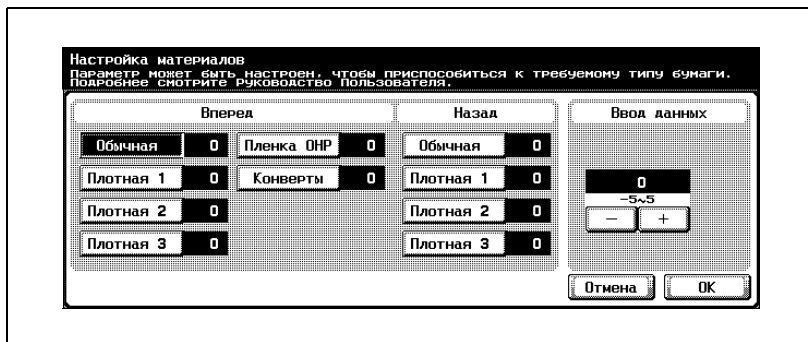 Настройка материалов
Параметр может быть настроен, чтобы приспособиться к требуемому типу бумаги.
Подробнее смотрите Руководство Пользователя.
Вперед Назад Ввод данных
Обычная 0 Пленка OHP 0 Обычная 0
Плотная 1 0 Конверты 0 Плотная 1 0 0
-5~5
Плотная 2 0 Плотная 2 0 - +
Плотная 3 0 Плотная 3 0
Отмена OK